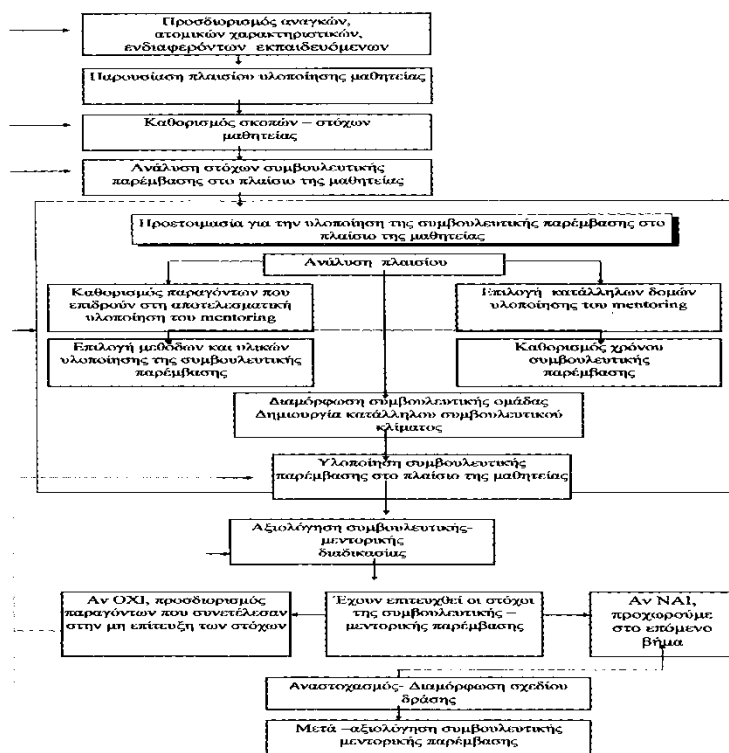 Προσδιορισμός αναγκών,
ατομικών χαρακτηριστικών,
ενδιαφερόντων εκπαιδευόμενων
Παρουσίαση πλαισίου υλοποίησης μαθητείας
Καθορισμός σκοπών – στόχων
μαθητείας
Ανάλυση στόχων συμβουλευτικής
παρέμβασης στο πλαίσιο της μαθητείας
Προετοιμασία για την υλοποίηση της συμβουλευτικής παρέμβασης στο
πλαίσιο της μαθητείας
Ανάλυση πλαισίου
Καθορισμός παραγόντων που
επιδρούν στη αποτελεσματική
υλοποίηση του mentoring
Επιλογή κατάλληλων δομών
υλοποίησης του mentoring
Επιλογή μεθόδων και υλικών
υλοποίησης της συμβουλευτικής
παρέμβασης
Καθορισμός χρόνου
συμβουλευτικής
παρέμβασης
Διαμόρφωση συμβουλευτικής ομάδας
Δημιουργία κατάλληλου συμβουλευτικού
κλίματος
Υλοποίηση συμβουλευτικής
παρέμβασης στο πλαίσιο της μαθητείας
Αξιολόγηση συμβουλευτικής-
μεντορικής
διαδικασίας
Αν ΟΧΙ, προσδιορισμός
παραγόντων που συνετέλεσαν
στην μη επίτευξη των στόχων
Έχουν επιτευχθεί οι στόχοι
της συμβουλευτικής –
μεντορικής παρέμβασης
Αν ΝΑΙ,
προχωρούμε
στο επόμενο
βήμα
Αναστοχασμός- Διαμόρφωση σχεδίου
δράσης
Μετά –αξιολόγηση συμβουλευτικής
μεντορικής παρέμβασης